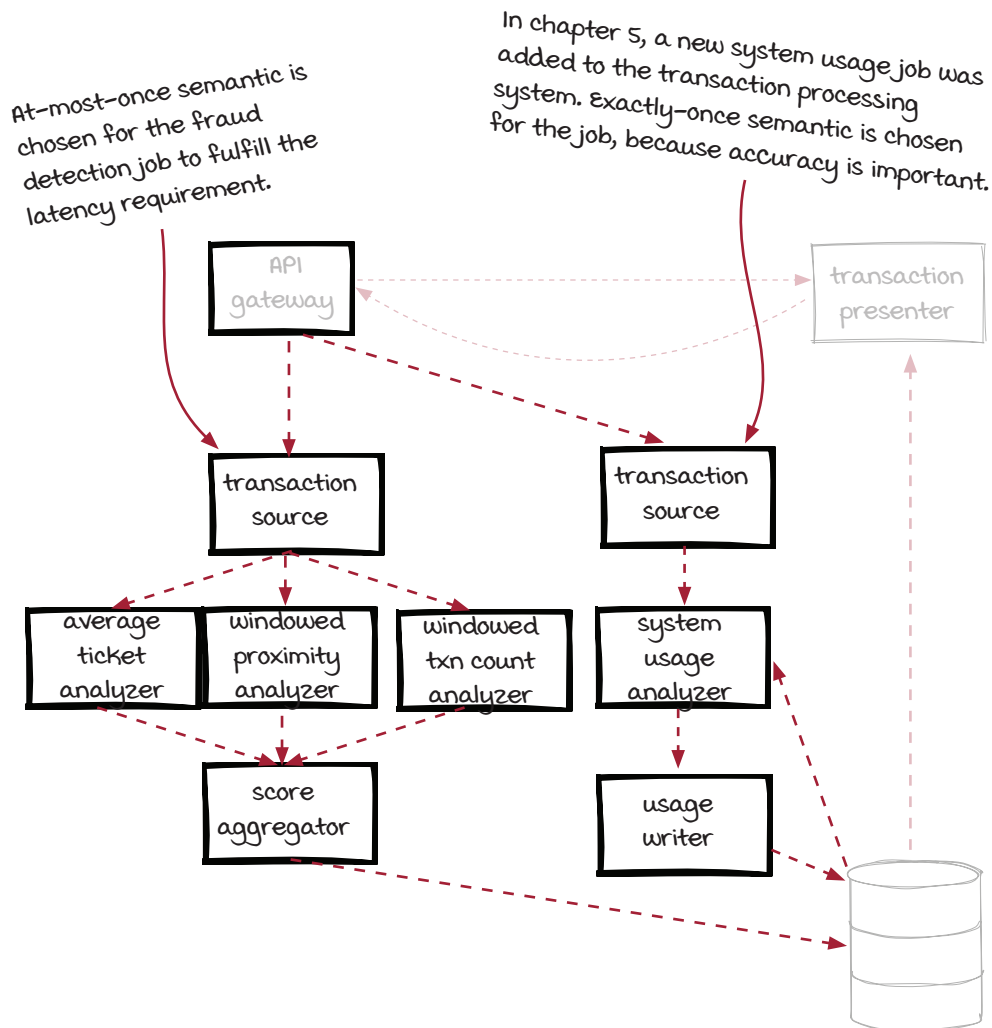 At-most-once semantic is
chosen for the fraud
detection job to fulfill the
latency requirement.
In chapter 5, a new system usage job was
added to the transaction processing
system. Exactly-once semantic is chosen
for the job, because accuracy is important.
API
gateway
transaction
presenter
transaction
source
transaction
source
average
ticket
analyzer
windowed
proximity
analyzer
windowed
txn count
analyzer
system
usage
analyzer
score
aggregator
usage
writer